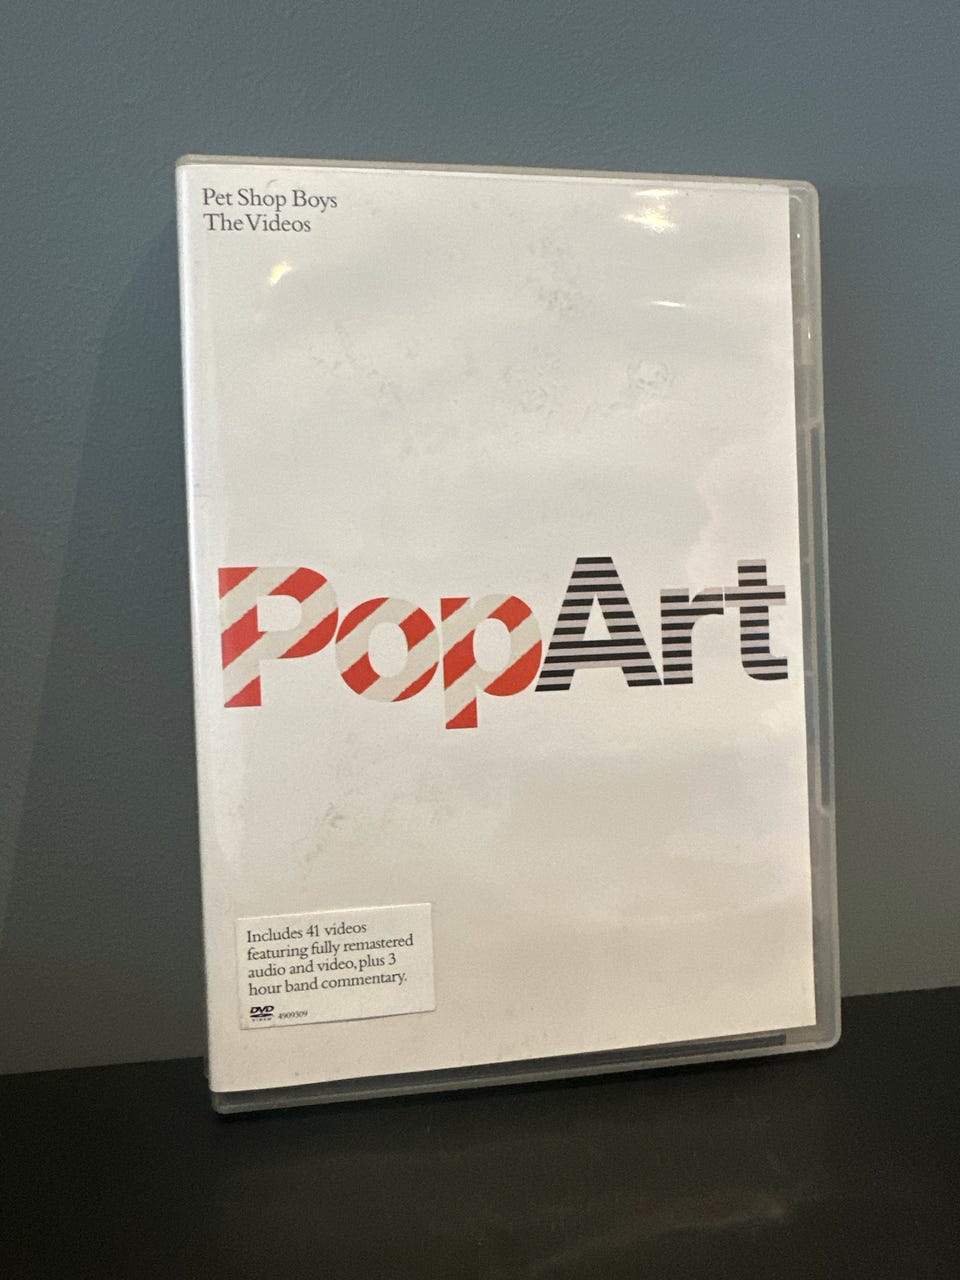 Pet Shop Boys
The Videos
PopArt
Includes 41 videos
featuring fully remastered
audio and video, plus 3
hour band commentary.
DVD
VIDEO 4909309